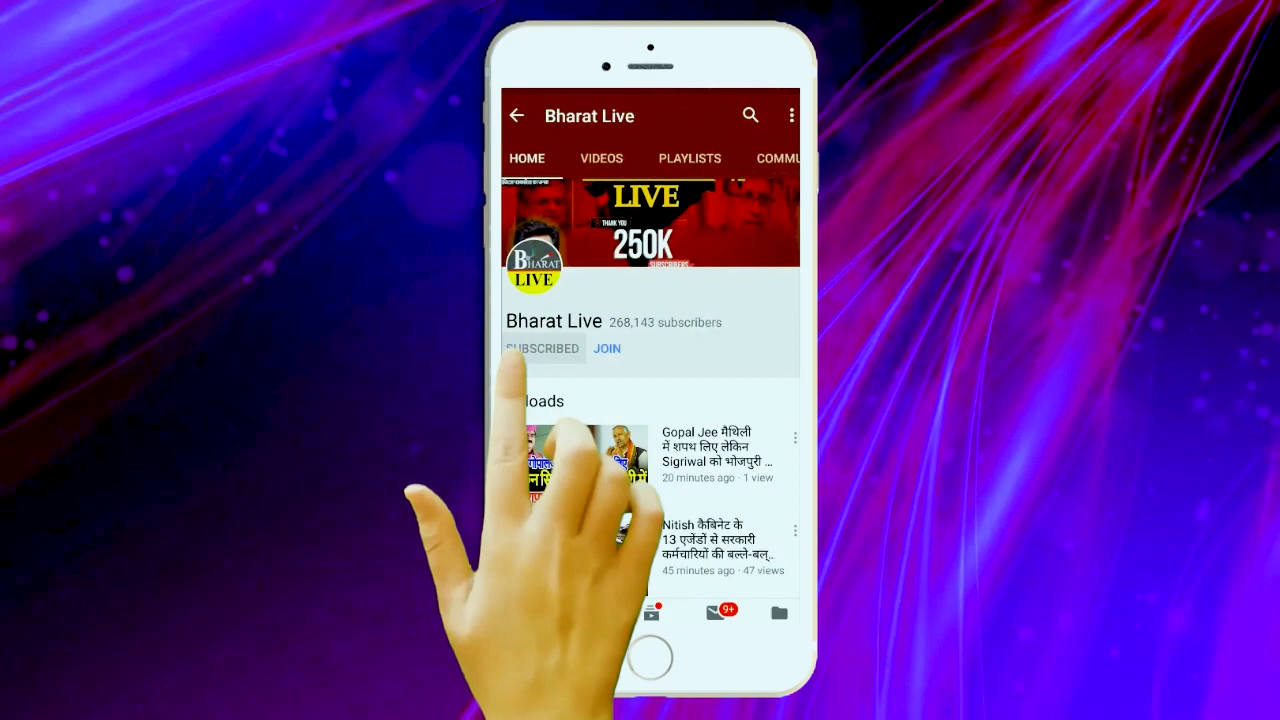 Bharat Live
HOME VIDEOS PLAYLISTS COMMU
LIVE
THANK YOU
250K
SUBSCRIBERS
BHARAT
LIVE
Bharat Live 268,143 subscribers
SUBSCRIBED JOIN
loads
Gopal Jee मैथिली
में शपथ लिए लेकिन
Sigriwal को भोजपुरी ...
20 minutes ago · 1 view
Nitish कैबिनेट के
13 एजेंडों से सरकारी
कर्मचारियों की बल्ले-बल्..
45 minutes ago · 47 views
9+